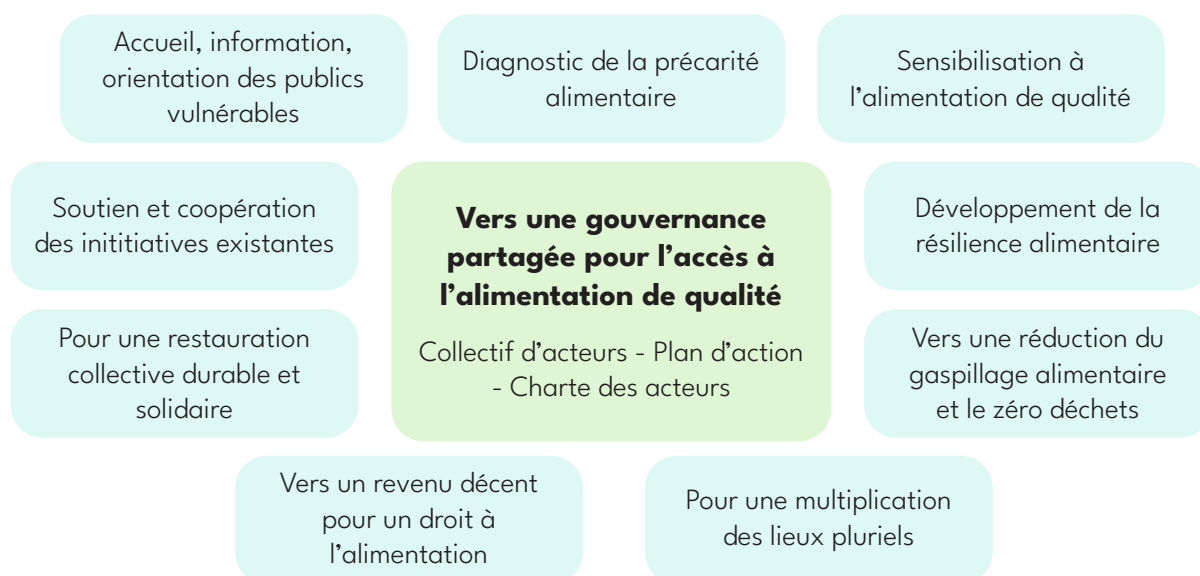 Accueil, information,
orientation des publics
vulnérables
Diagnostic de la précarité
alimentaire
Sensibilisation à
l’alimentation de qualité
Soutien et coopération
des inititiatives existantes
Vers une gouvernance
partagée pour l’accès à
l’alimentation de qualité
Collectif d’acteurs - Plan d’action
- Charte des acteurs
Développement de la
résilience alimentaire
Pour une restauration
collective durable et
solidaire
Vers une réduction du
gaspillage alimentaire
et le zéro déchets
Vers un revenu décent
pour un droit à
l’alimentation
Pour une multiplication
des lieux pluriels